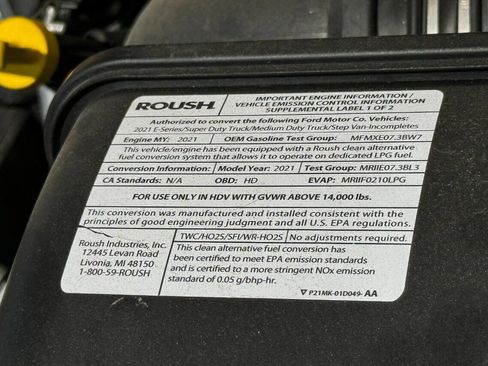 ROUSH.
IMPORTANT ENGINE INFORMATION /
VEHICLE EMISSION CONTROL INFORMATION
SUPPLEMENTAL LABEL 1 OF 2
Authorized to convert the following Ford Motor Co. Vehicles:
2021 E-Series/Super Duty Truck/Medium Duty Truck/Step Van-Incompletes
Engine MY: 2021 OEM Gasoline Test Group: MFMXE07.3BW7
This vehicle/engine has been equipped with a Roush clean alternative
fuel conversion system that allows it to operate on dedicated LPG fuel.
Conversion Information: Model Year: 2021 Test Group: MRIIE07.3BL3
CA Standards: N/A OBD: HD EVAP: MRIIF0210LPG
FOR USE ONLY IN HDV WITH GVWR ABOVE 14,000 lbs.
This conversion was manufactured and installed consistent with the
principles of good engineering judgment and all U.S. EPA regulations.
Roush Industries, Inc.
12445 Levan Road
Livonia, MI 48150
1-800-59-ROUSH
TWC/HO2S/SFI/WR-HO2S No adjustments required.
This clean alternative fuel conversion has
been certified to meet EPA emission standards
and is certified to a more stringent NOx emission
standard of 0.05 g/bhp-hr.
P21MK-01D049- AA